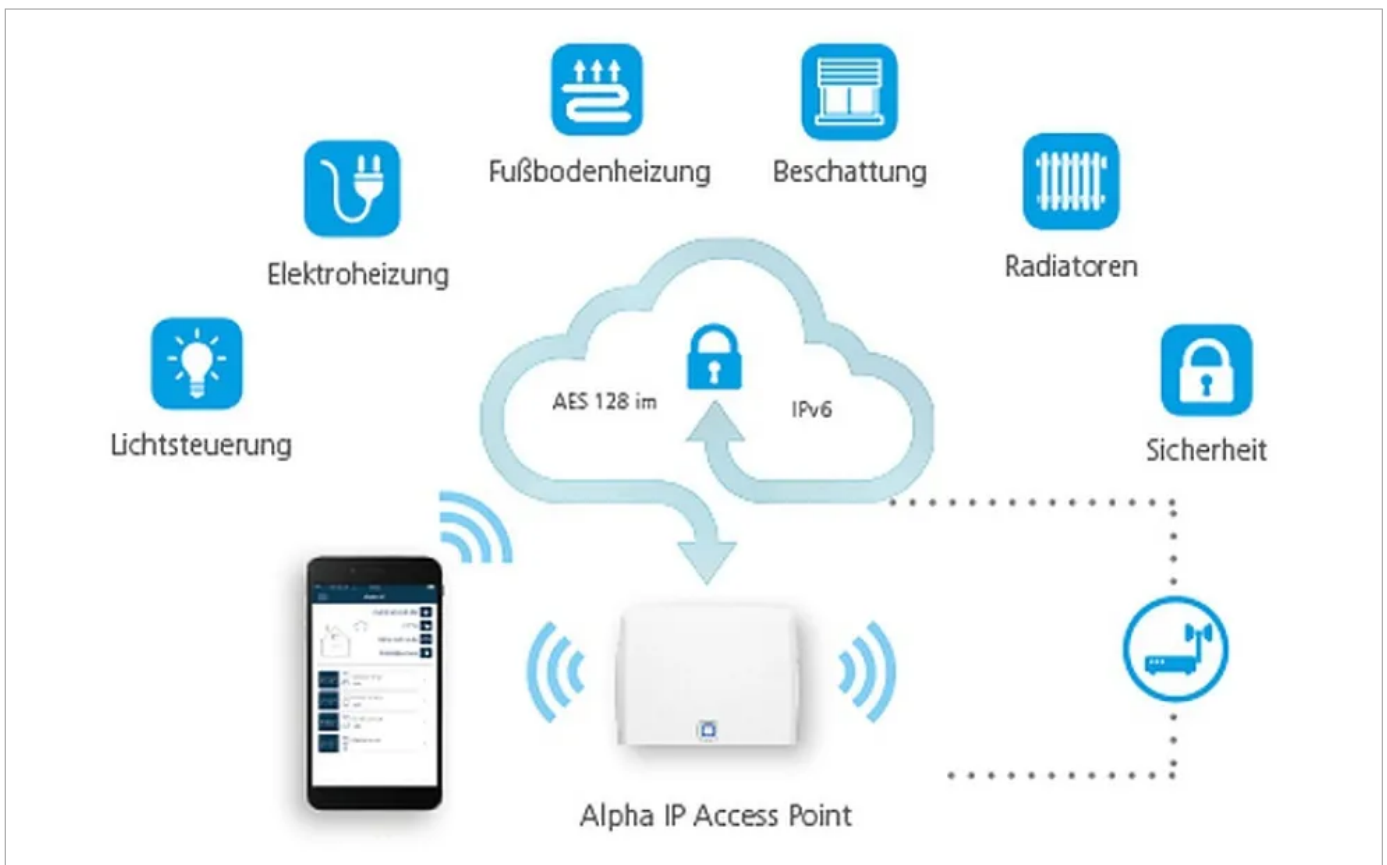 Fußbodenheizung
Beschattung
Elektroheizung
Radiatoren
Lichtsteuerung
Sicherheit
AES 128 im
IPv6
Alpha IP Access Point